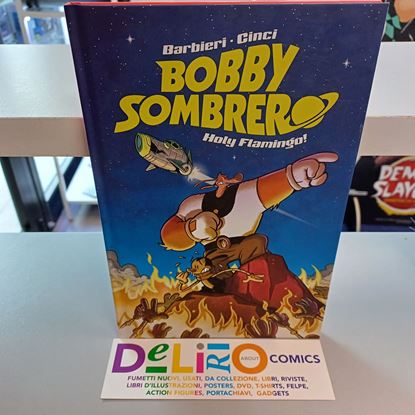 Barbieri · Cinci
BOBBY
SOMBRERO
Holy Flamingo!
DEM
SLAYE
DeLiRiO ABOUT COMICS
FUMETTI NUOVI, USATI, DA COLLEZIONE, LIBRI, RIVISTE,
LIBRI D'ILLUSTRAZIONI, POSTERS, DVD, T-SHIRTS, FELPE,
ACTION FIGURES, PORTACHIAVI, GADGETS